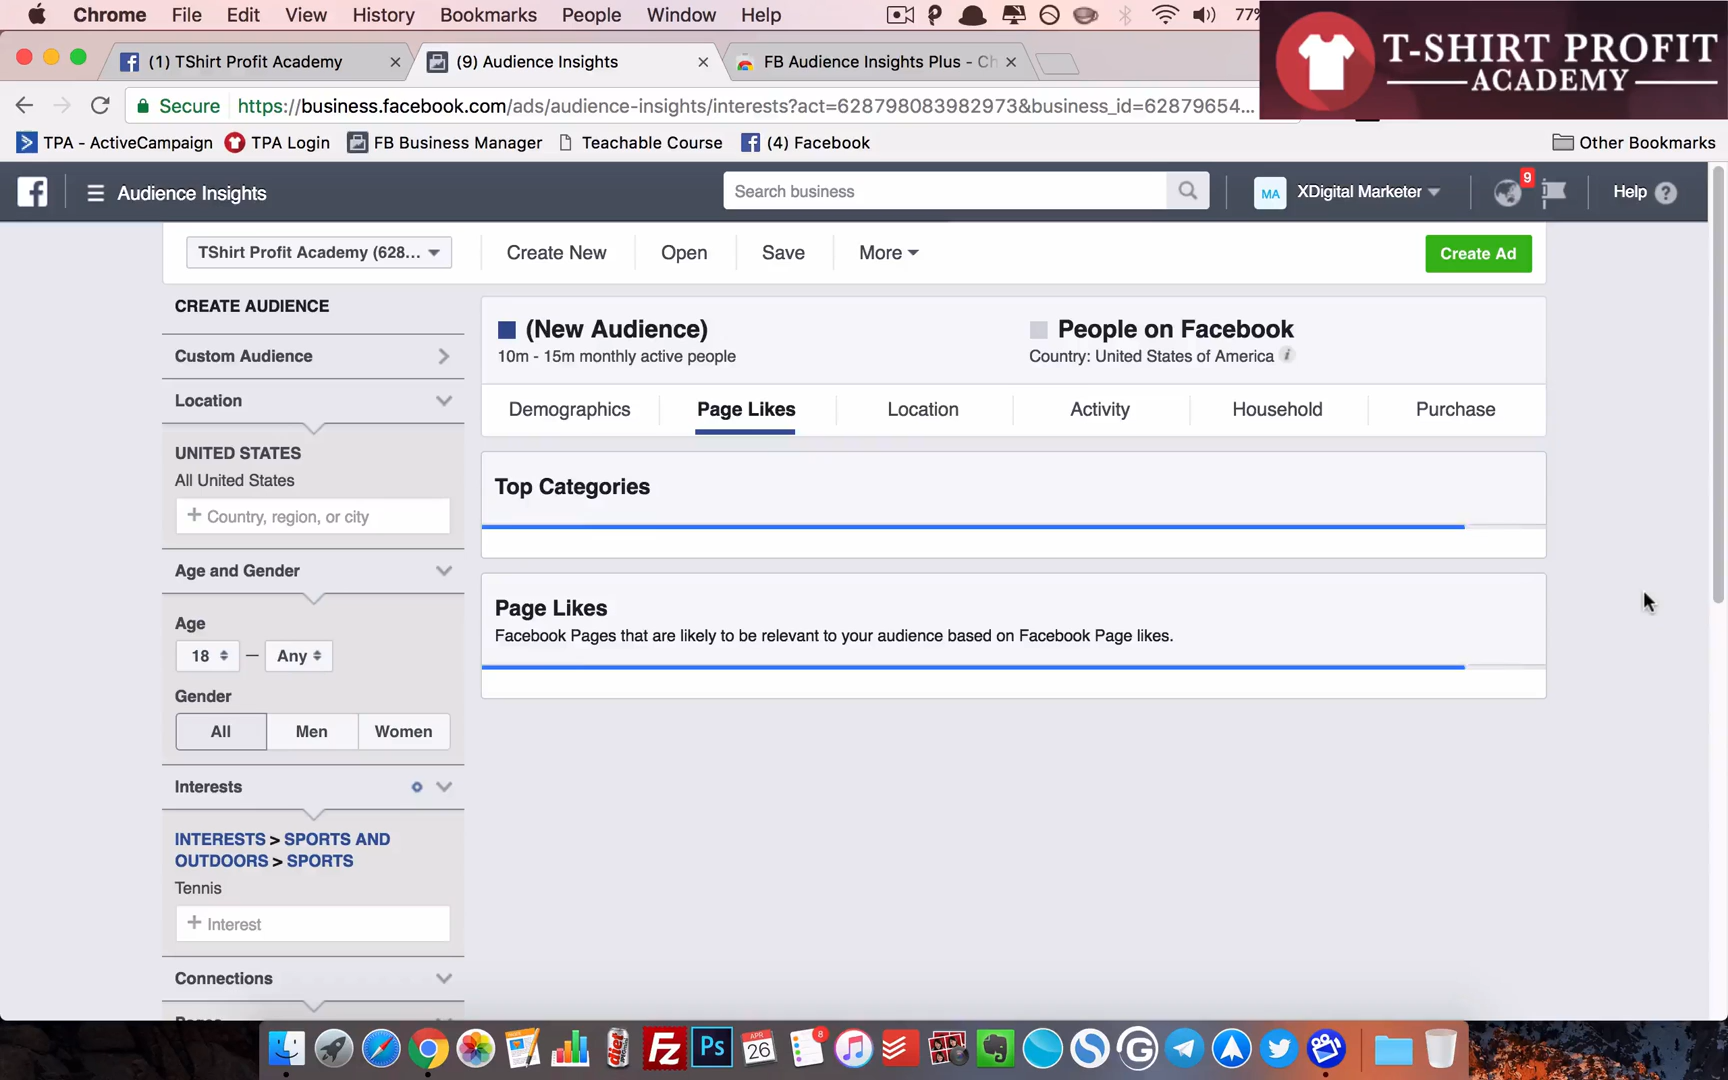 Chrome File Edit View History Bookmarks People Window Help 77%
T-SHIRT PROFIT
ACADEMY
(1) TShirt Profit Academy (9) Audience Insights FB Audience Insights Plus - Ch
Secure https://business.facebook.com/ads/audience-insights/interests?act=628798083982973&business_id=62879654...
TPA - ActiveCampaign TPA Login FB Business Manager Teachable Course (4) Facebook Other Bookmarks
Audience Insights Search business MA XDigital Marketer 9 Help ?
TShirt Profit Academy (628... Create New Open Save More Create Ad
CREATE AUDIENCE
(New Audience) People on Facebook
10m - 15m monthly active people Country: United States of America i
Custom Audience
Location
Demographics Page Likes Location Activity Household Purchase
UNITED STATES
All United States
+ Country, region, or city
Top Categories
Age and Gender
Page Likes
Facebook Pages that are likely to be relevant to your audience based on Facebook Page likes.
Age
18 — Any
Gender
All Men Women
Interests
INTERESTS > SPORTS AND
OUTDOORS > SPORTS
Tennis
+ Interest
Connections
Ps APR 26 8